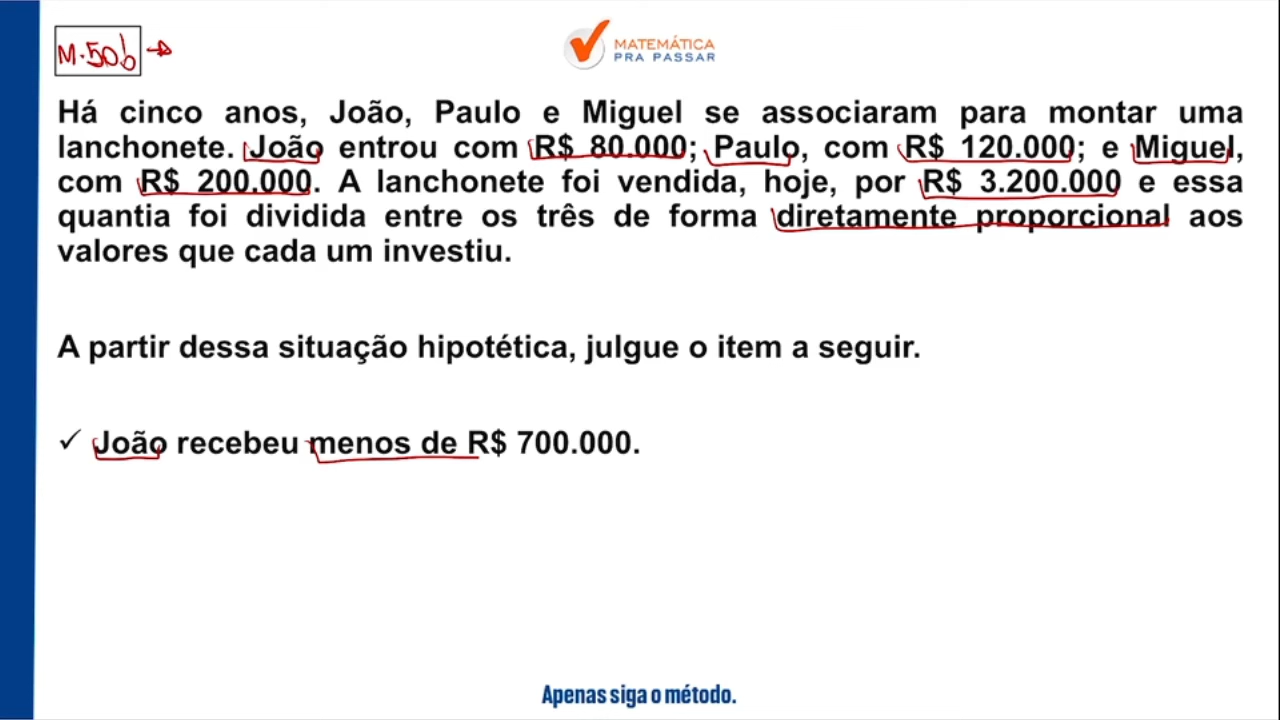 M.50b
MATEMÁTICA
PRA PASSAR
Há cinco anos, João, Paulo e Miguel se associaram para montar uma
lanchonete. João entrou com R$ 80.000; Paulo, com R$ 120.000; e Miguel,
com R$ 200.000. A lanchonete foi vendida, hoje, por R$ 3.200.000 e essa
quantia foi dividida entre os três de forma diretamente proporcional aos
valores que cada um investiu.
A partir dessa situação hipotética, julgue o item a seguir.
✓ João recebeu menos de R$ 700.000.
Apenas siga o método.